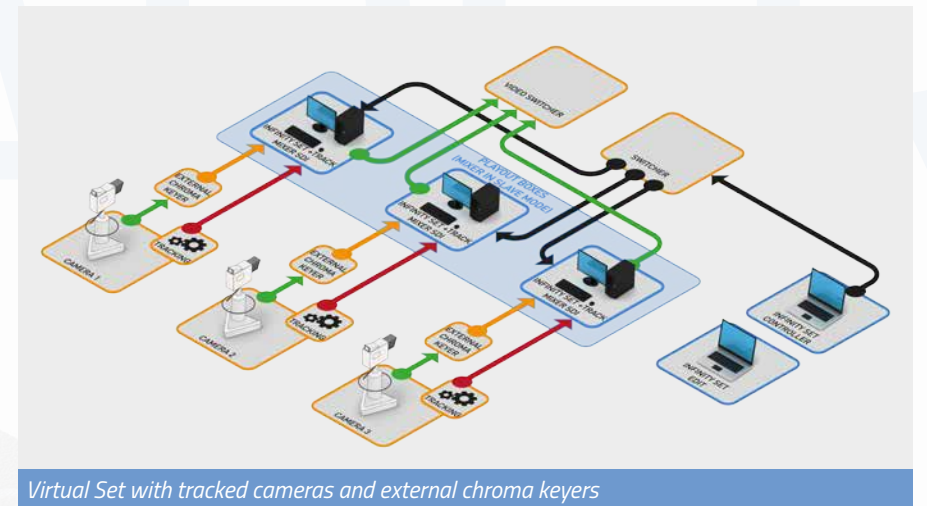 VIDEO SWITCHER
SWITCHER
INFINITY SET +TRACK
MIXER SDI
PLAYOUT BOXES
(MIXER IN SLAVE MODE)
INFINITY SET +TRACK
MIXER SDI
INFINITY SET +TRACK
MIXER SDI
EXTERNAL
CHROMA
KEYER
TRACKING
CAMERA 1
EXTERNAL
CHROMA
KEYER
TRACKING
CAMERA 2
EXTERNAL
CHROMA
KEYER
TRACKING
CAMERA 3
INFINITY SET
CONTROLLER
INFINITY SET
EDIT
Virtual Set with tracked cameras and external chroma keyers